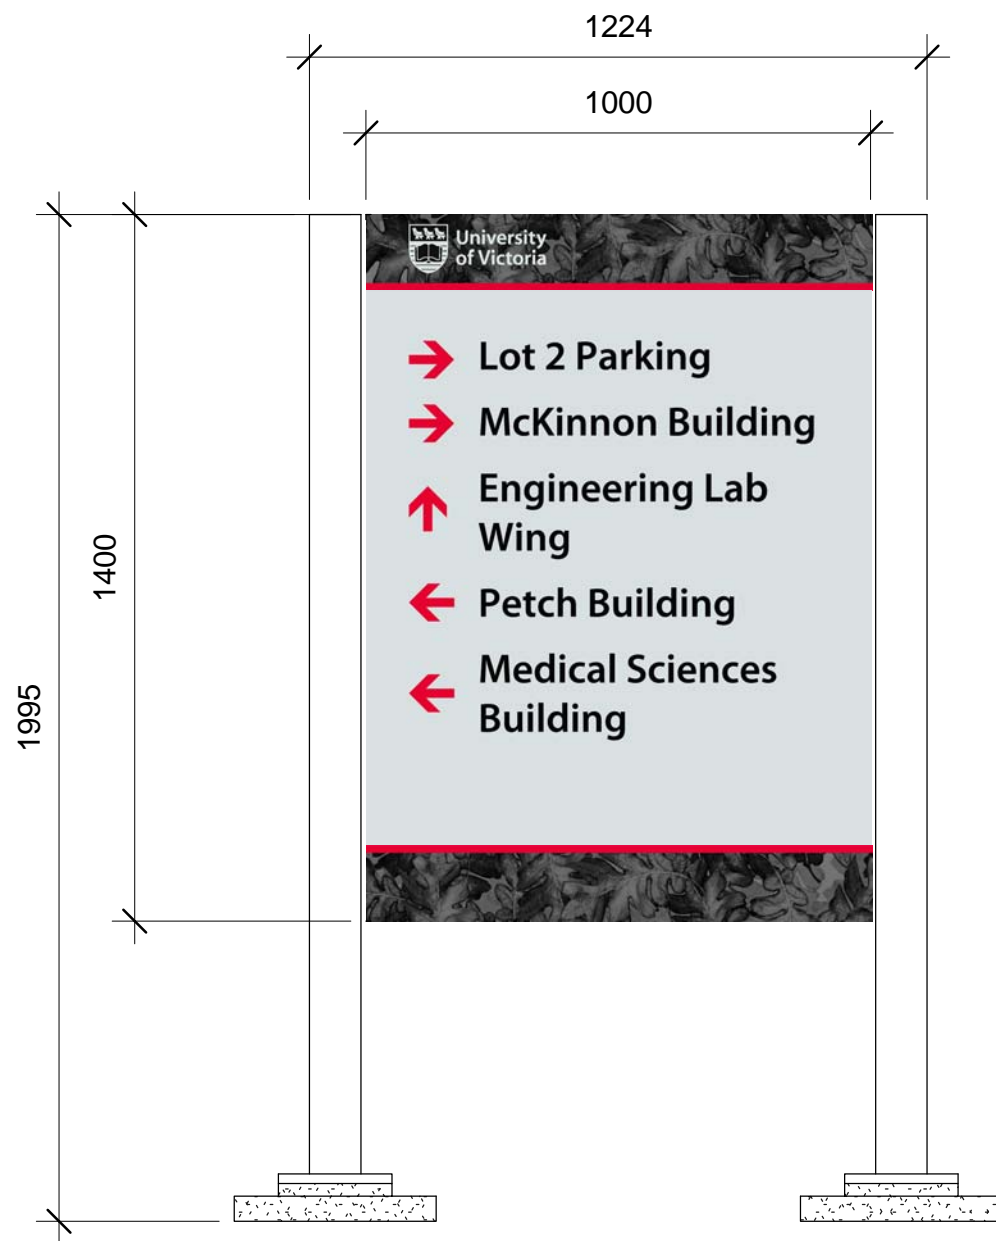 1224
1000
University
of Victoria
Lot 2 Parking
McKinnon Building
Engineering Lab
Wing
Petch Building
Medical Sciences
Building
1400
1995